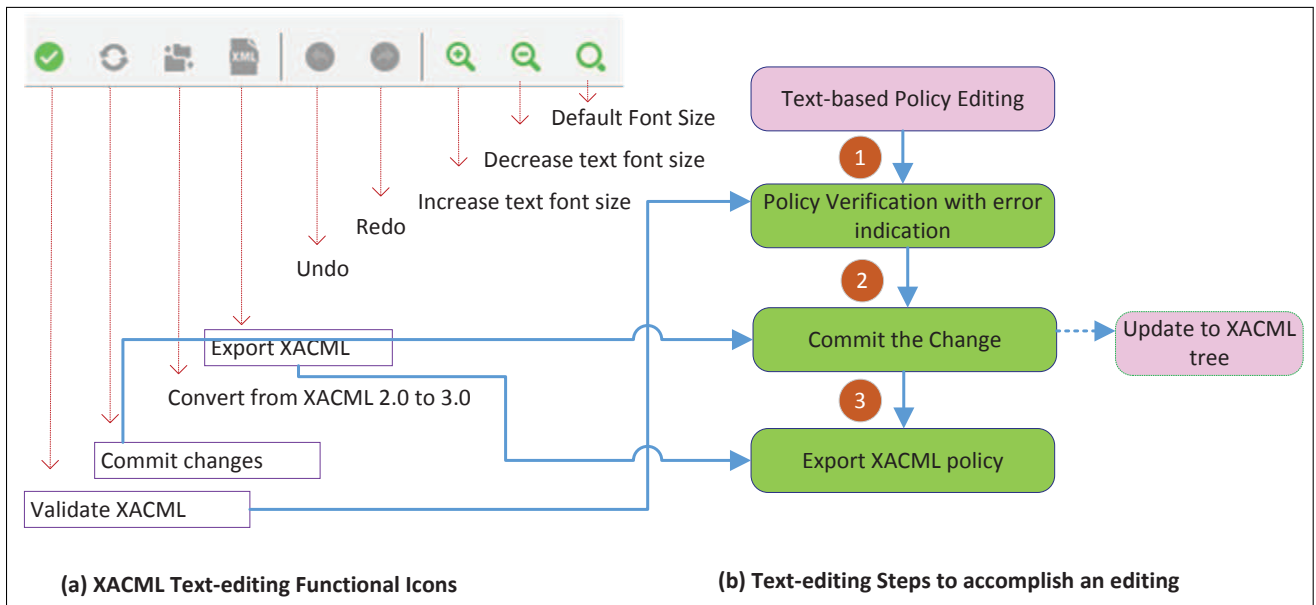 XML
Default Font Size
Decrease text font size
Increase text font size
Redo
Undo
Export XACML
Convert from XACML 2.0 to 3.0
Commit changes
Validate XACML
(a) XACML Text-editing Functional Icons
Text-based Policy Editing
1
Policy Verification with error
indication
2
Commit the Change
Update to XACML
tree
3
Export XACML policy
(b) Text-editing Steps to accomplish an editing